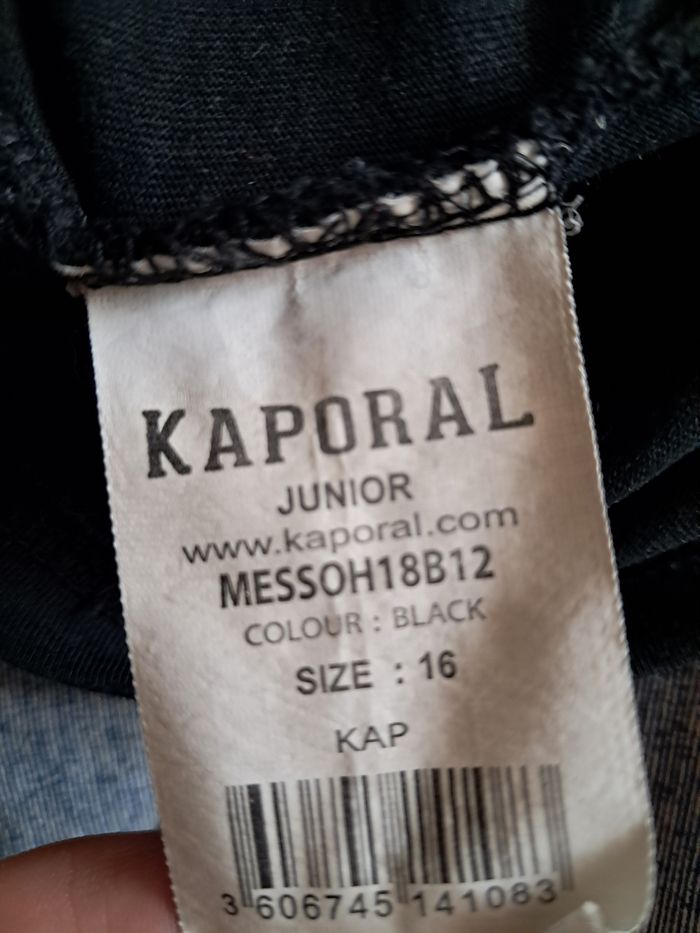 KAPORAL
JUNIOR
www.kaporal.com
MESSOH18B12
COLOUR : BLACK
SIZE : 16
KAP
3 606745 141083